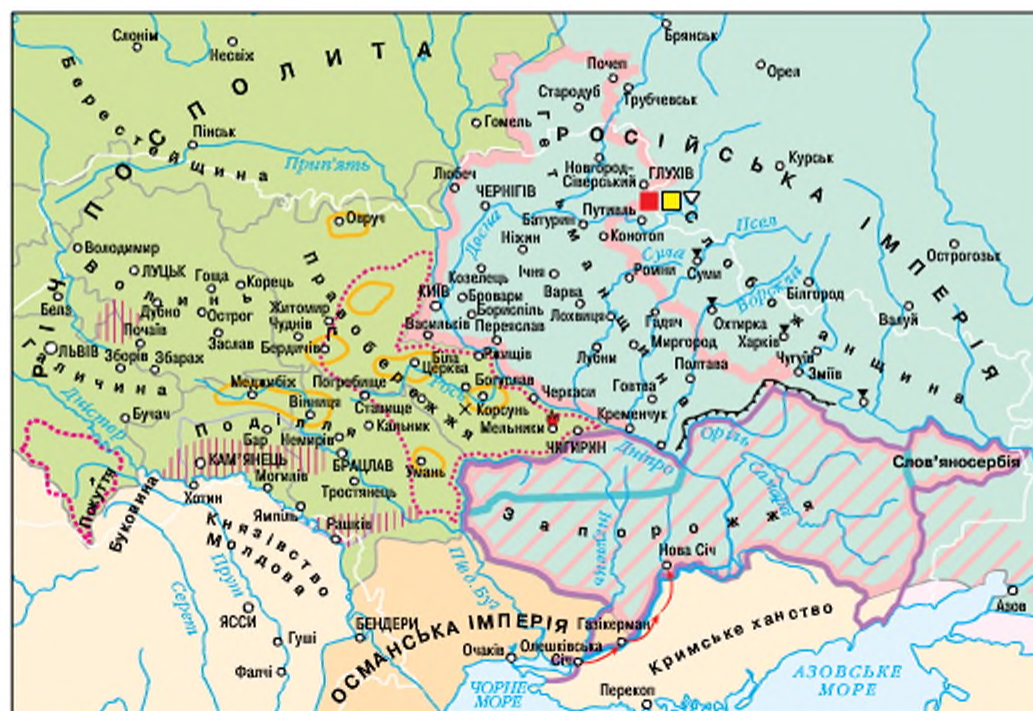 Слонім
Несвіж
Брянськ
Почеп
Орел
Стародуб
Трубчевськ
РІЧ ПОСПОЛИТА
Берестейщина
Гомель
Пінськ
Прип'ять
РОСІЙСЬКА ІМПЕРІЯ
Гетьманщина
Слобожанщина
Новгород-
Сіверський
ГЛУХІВ
Курськ
Любеч
ЧЕРНІГІВ
Путивль
Батурин
Конотоп
Десна
Ніжин
Псел
Сула
Ромни
Суми
Острогозьк
Овруч
Володимир
ЛУЦЬК
Волинь
Правобережжя
Гоща
Корець
Козелець
Ічня
КИЇВ
Бровари
Бориспіль
Варва
Ворскла
Білгород
Белз
Дубно
Острог
Житомир
Лохвиця
Гадяч
Охтирка
Валуй
Почаїв
Чуднів
Васильків
Переяслав
Миргород
Харків
Заслав
Бердичів
ЛЬВІВ
Зборів
Збараж
Біла
Церква
Ржищів
Лубни
Полтава
Чугуїв
Зміїв
Галичина
Меджибіж
Погребище
Рось
Богуслав
Говтва
Дністер
Вінниця
Черкаси
Ставище
Корсунь
Кременчук
Бучач
Поділля
Кальник
Мельники
Бар
Немирів
ЧИГИРИН
Дніпро
Оріль
КАМ'ЯНЕЦЬ
БРАЦЛАВ
Умань
Самара
Слов'яносербія
Могилів
Тростянець
Покуття
Буковина
Хотин
Ямпіль
Рашків
Запорожжя
Інгулець
Князівство
Молдова
Нова Січ
Прут
Серет
Півд. Буг
Азов
ЯССИ
БЕНДЕРИ
ОСМАНСЬКА ІМПЕРІЯ
Газікерман
Кримське ханство
Гуші
Очаків
Олешківська
Січ
Фалчі
АЗОВСЬКЕ
МОРЕ
ЧОРНЕ
МОРЕ
Перекоп